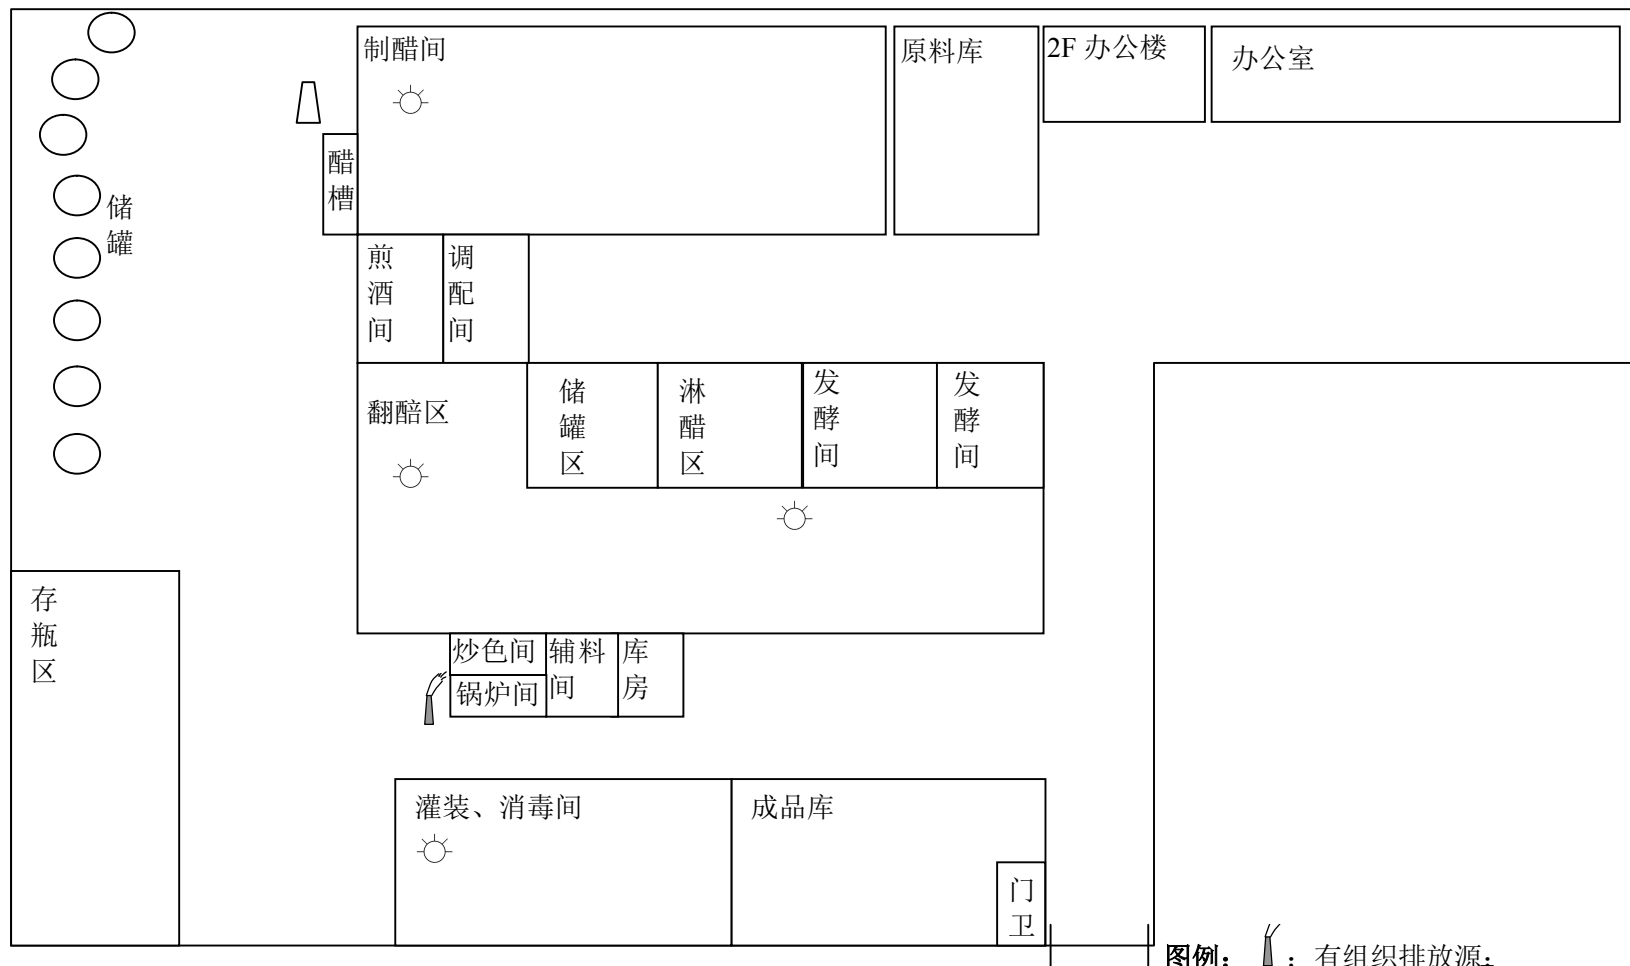 制醋间
原料库
2F 办公楼
办公室
醋槽
储罐
煎酒间
调配间
翻醅区
储罐区
淋醋区
发酵间
发酵间
存瓶区
炒色间
辅料间
库房
锅炉间
灌装、消毒间
成品库
门卫
图例： ：有组织排放源；